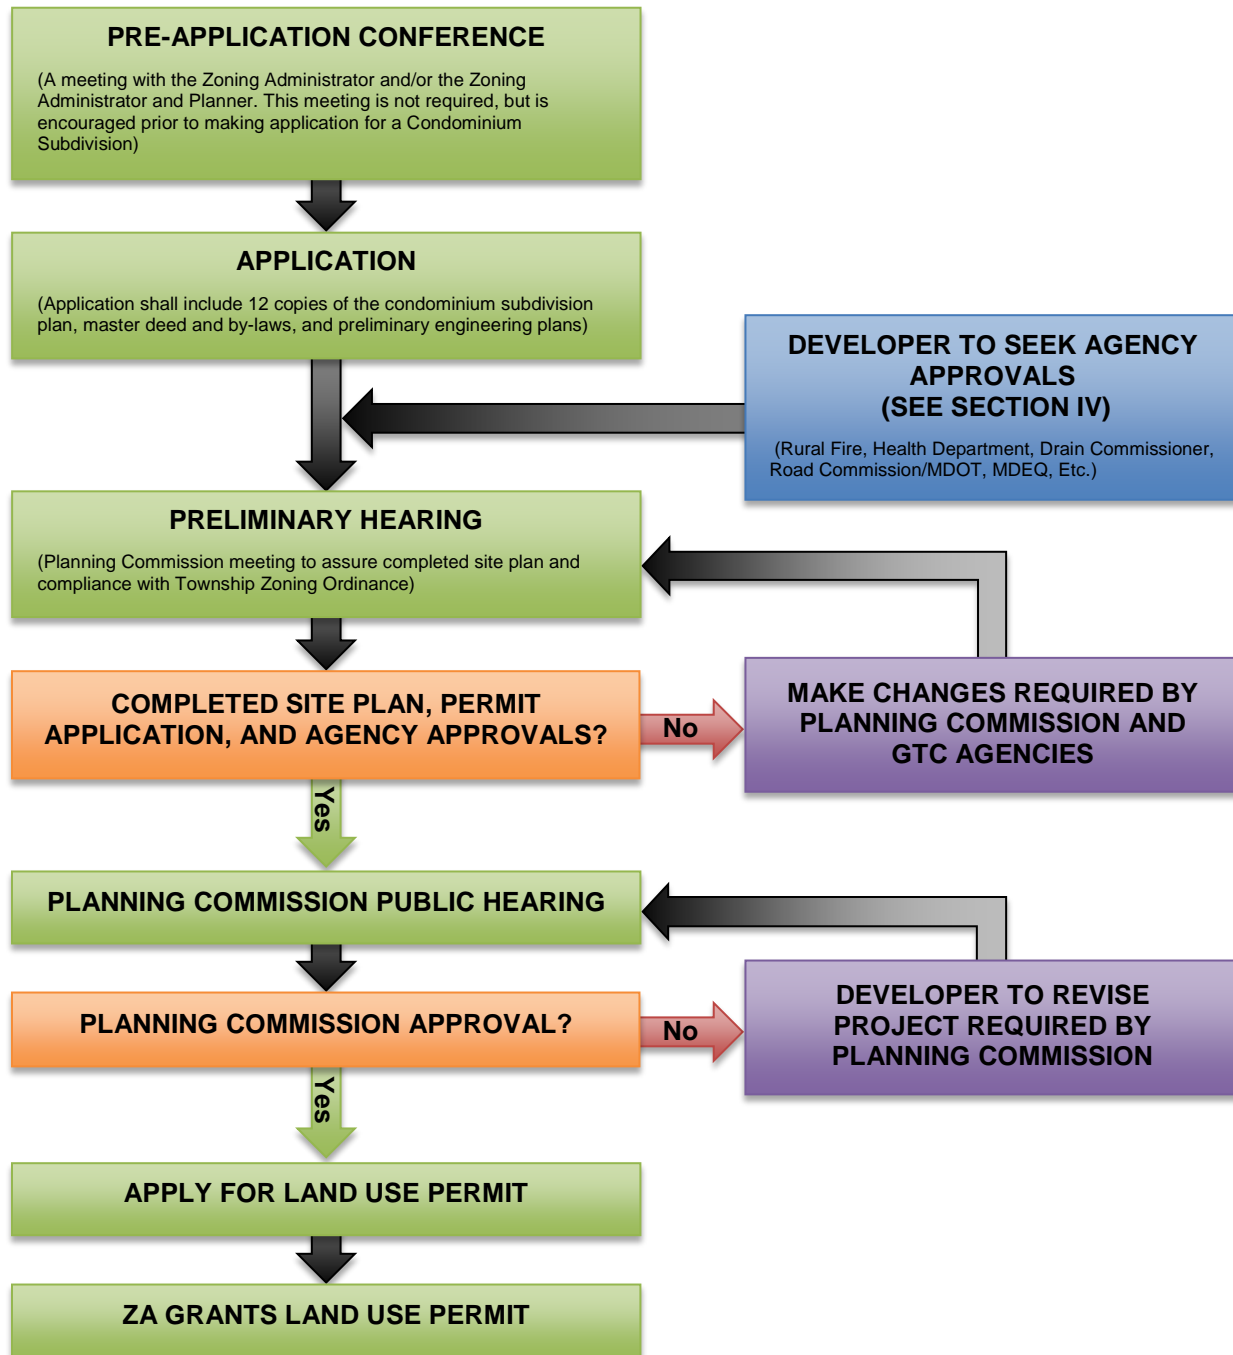 PRE-APPLICATION CONFERENCE
(A meeting with the Zoning Administrator and/or the Zoning
Administrator and Planner. This meeting is not required, but is
encouraged prior to making application for a Condominium
Subdivision)
APPLICATION
(Application shall include 12 copies of the condominium subdivision
plan, master deed and by-laws, and preliminary engineering plans)
DEVELOPER TO SEEK AGENCY
APPROVALS
(SEE SECTION IV)
(Rural Fire, Health Department, Drain Commissioner,
Road Commission/MDOT, MDEQ, Etc.)
PRELIMINARY HEARING
(Planning Commission meeting to assure completed site plan and
compliance with Township Zoning Ordinance)
COMPLETED SITE PLAN, PERMIT
APPLICATION, AND AGENCY APPROVALS?
No
MAKE CHANGES REQUIRED BY
PLANNING COMMISSION AND
GTC AGENCIES
Yes
PLANNING COMMISSION PUBLIC HEARING
PLANNING COMMISSION APPROVAL?
No
DEVELOPER TO REVISE
PROJECT REQUIRED BY
PLANNING COMMISSION
Yes
APPLY FOR LAND USE PERMIT
ZA GRANTS LAND USE PERMIT